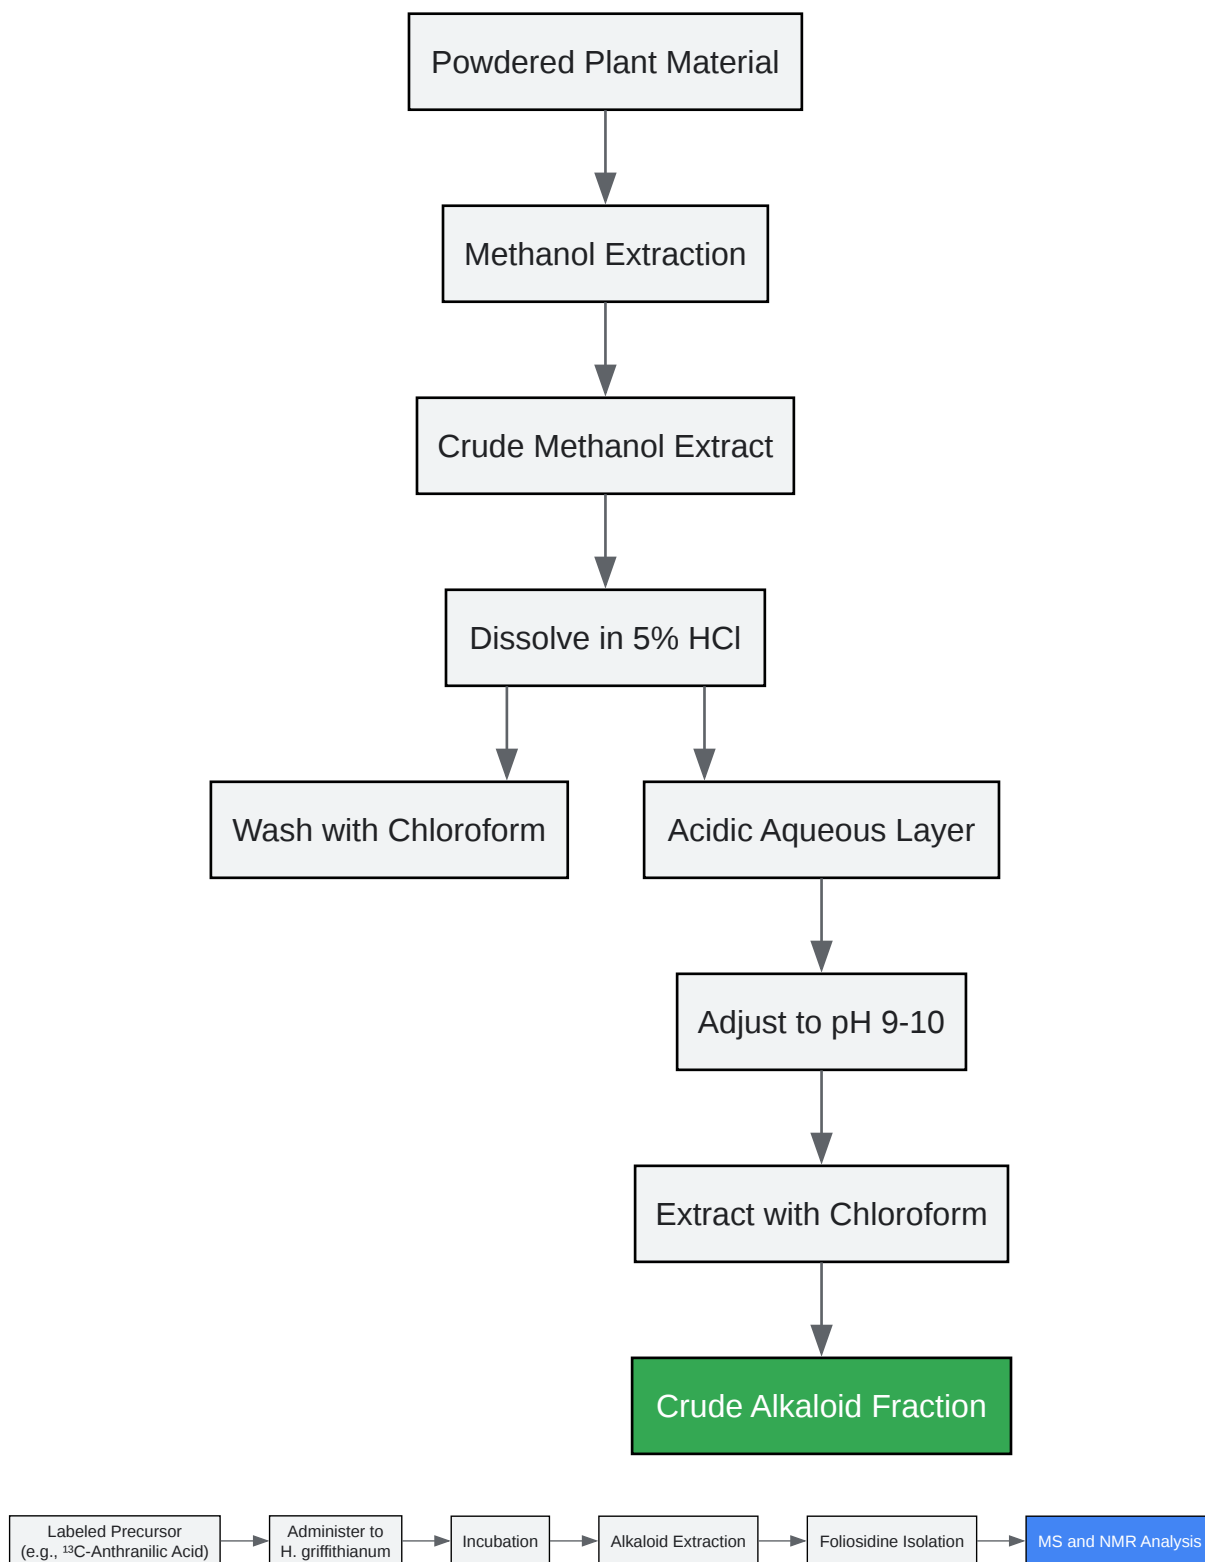 Powdered Plant Material
Methanol Extraction
Crude Methanol Extract
Dissolve in 5% HCl
Wash with Chloroform
Acidic Aqueous Layer
Adjust to pH 9-10
Extract with Chloroform
Crude Alkaloid Fraction
Labeled Precursor
(e.g., ¹³C-Anthranilic Acid)
Administer to
H. griffithianum
Incubation
Alkaloid Extraction
Foliosidine Isolation
MS and NMR Analysis